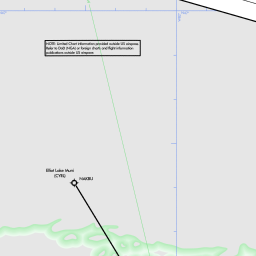 NOTE: Limited Chart information provided outside US airspace.
Refer to DoD (NGA) or foreign charts and flight information
publications outside US airspace.
Elliot Lake Muni
(CYEL)
NAKBU